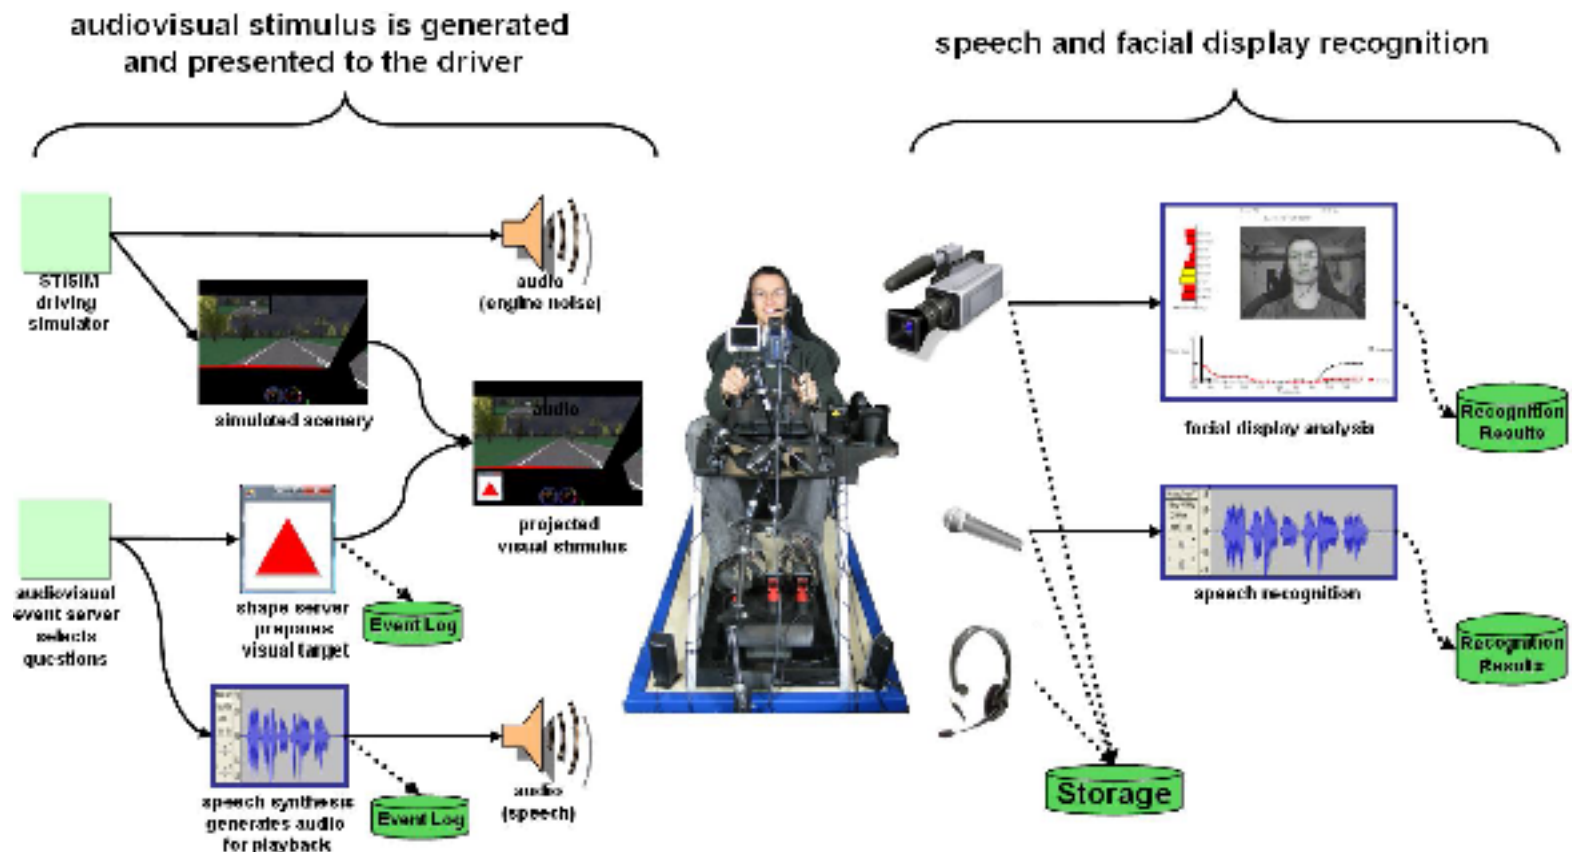 audiovisual stimulus is generated
and presented to the driver
speech and facial display recognition
STISIM
driving
simulator
audio
(engine noise)
simulated scenery
audio
projected
visual stimulus
audiovisual
event server
selects
questions
shape server
prepares
visual target
Event Log
speech synthesis
generates audio
for playback
Event Log
audio
(speech)
facial display analysis
Recognition
Results
speech recognition
Recognition
Results
Storage